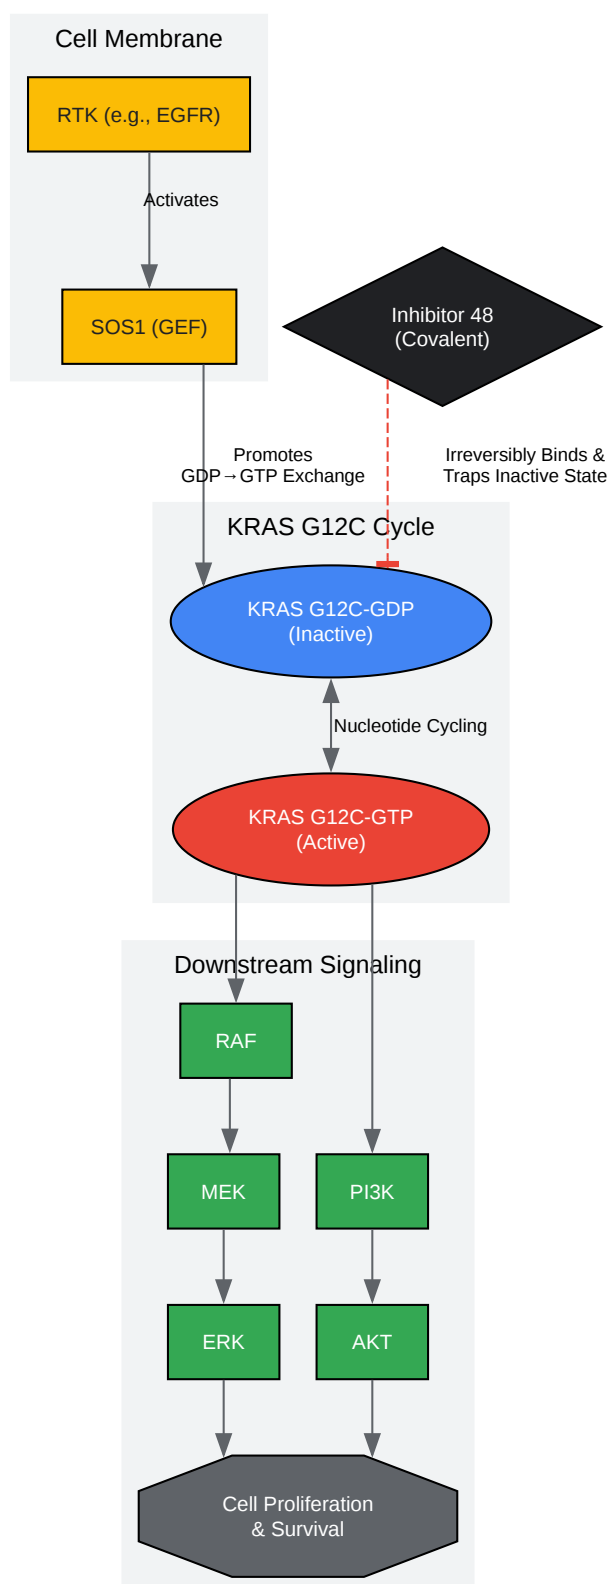 Cell Membrane
RTK (e.g., EGFR)
Activates
SOS1 (GEF)
Inhibitor 48
(Covalent)
Promotes
GDP→GTP Exchange
Irreversibly Binds &
Traps Inactive State
KRAS G12C Cycle
KRAS G12C-GDP
(Inactive)
Nucleotide Cycling
KRAS G12C-GTP
(Active)
Downstream Signaling
RAF
MEK
PI3K
ERK
AKT
Cell Proliferation
& Survival